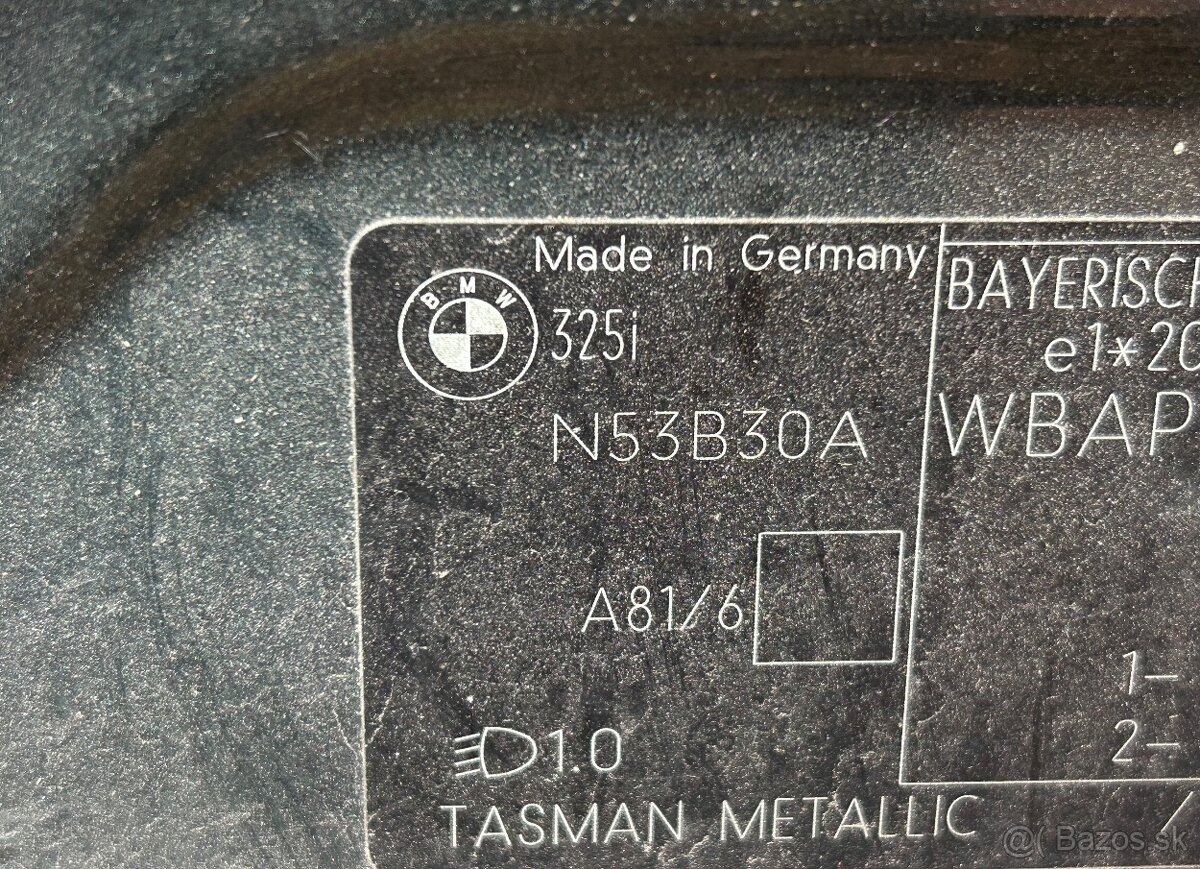 Made in Germany
BMW
325i
N53B30A
A81/6
1.0
TASMAN METALLIC
BAYERISCH
e1*20
WBAP
1-
2-
/
@( Bazos.sk